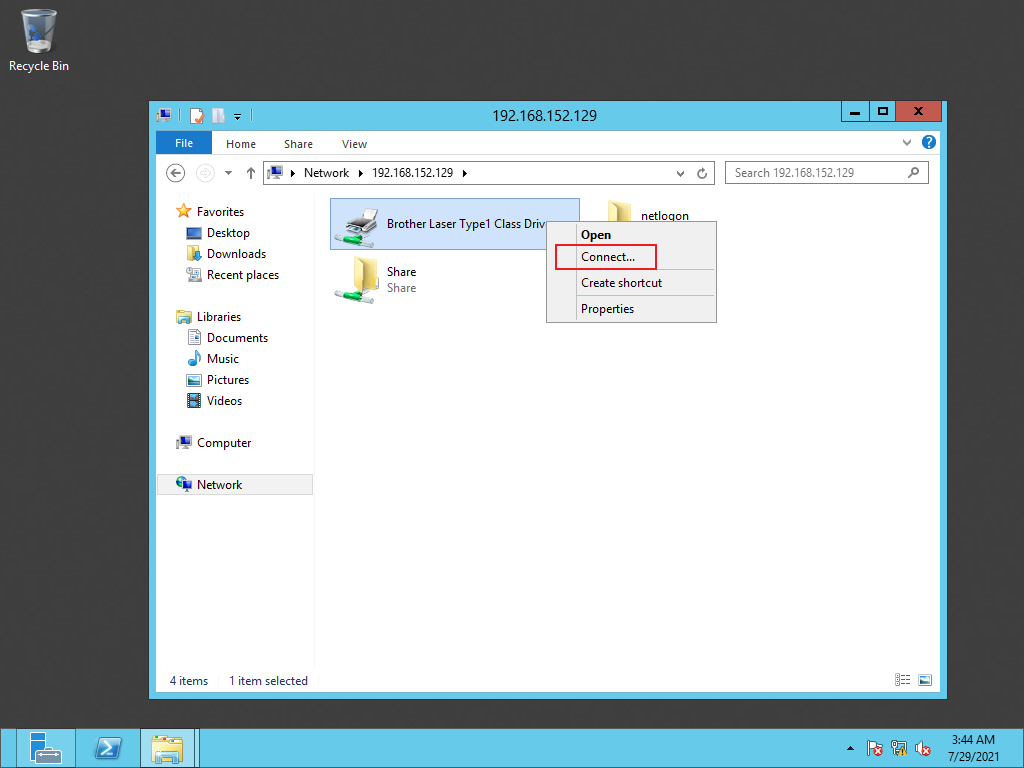 Recycle Bin
192.168.152.129
File
Home
Share
View
Network
192.168.152.129
Search 192.168.152.129
Favorites
Desktop
Downloads
Recent places
Libraries
Documents
Music
Pictures
Videos
Computer
Network
Brother Laser Type1 Class Driv
netlogon
Share
Share
Open
Connect...
Create shortcut
Properties
4 items
1 item selected
3:44 AM
7/29/2021